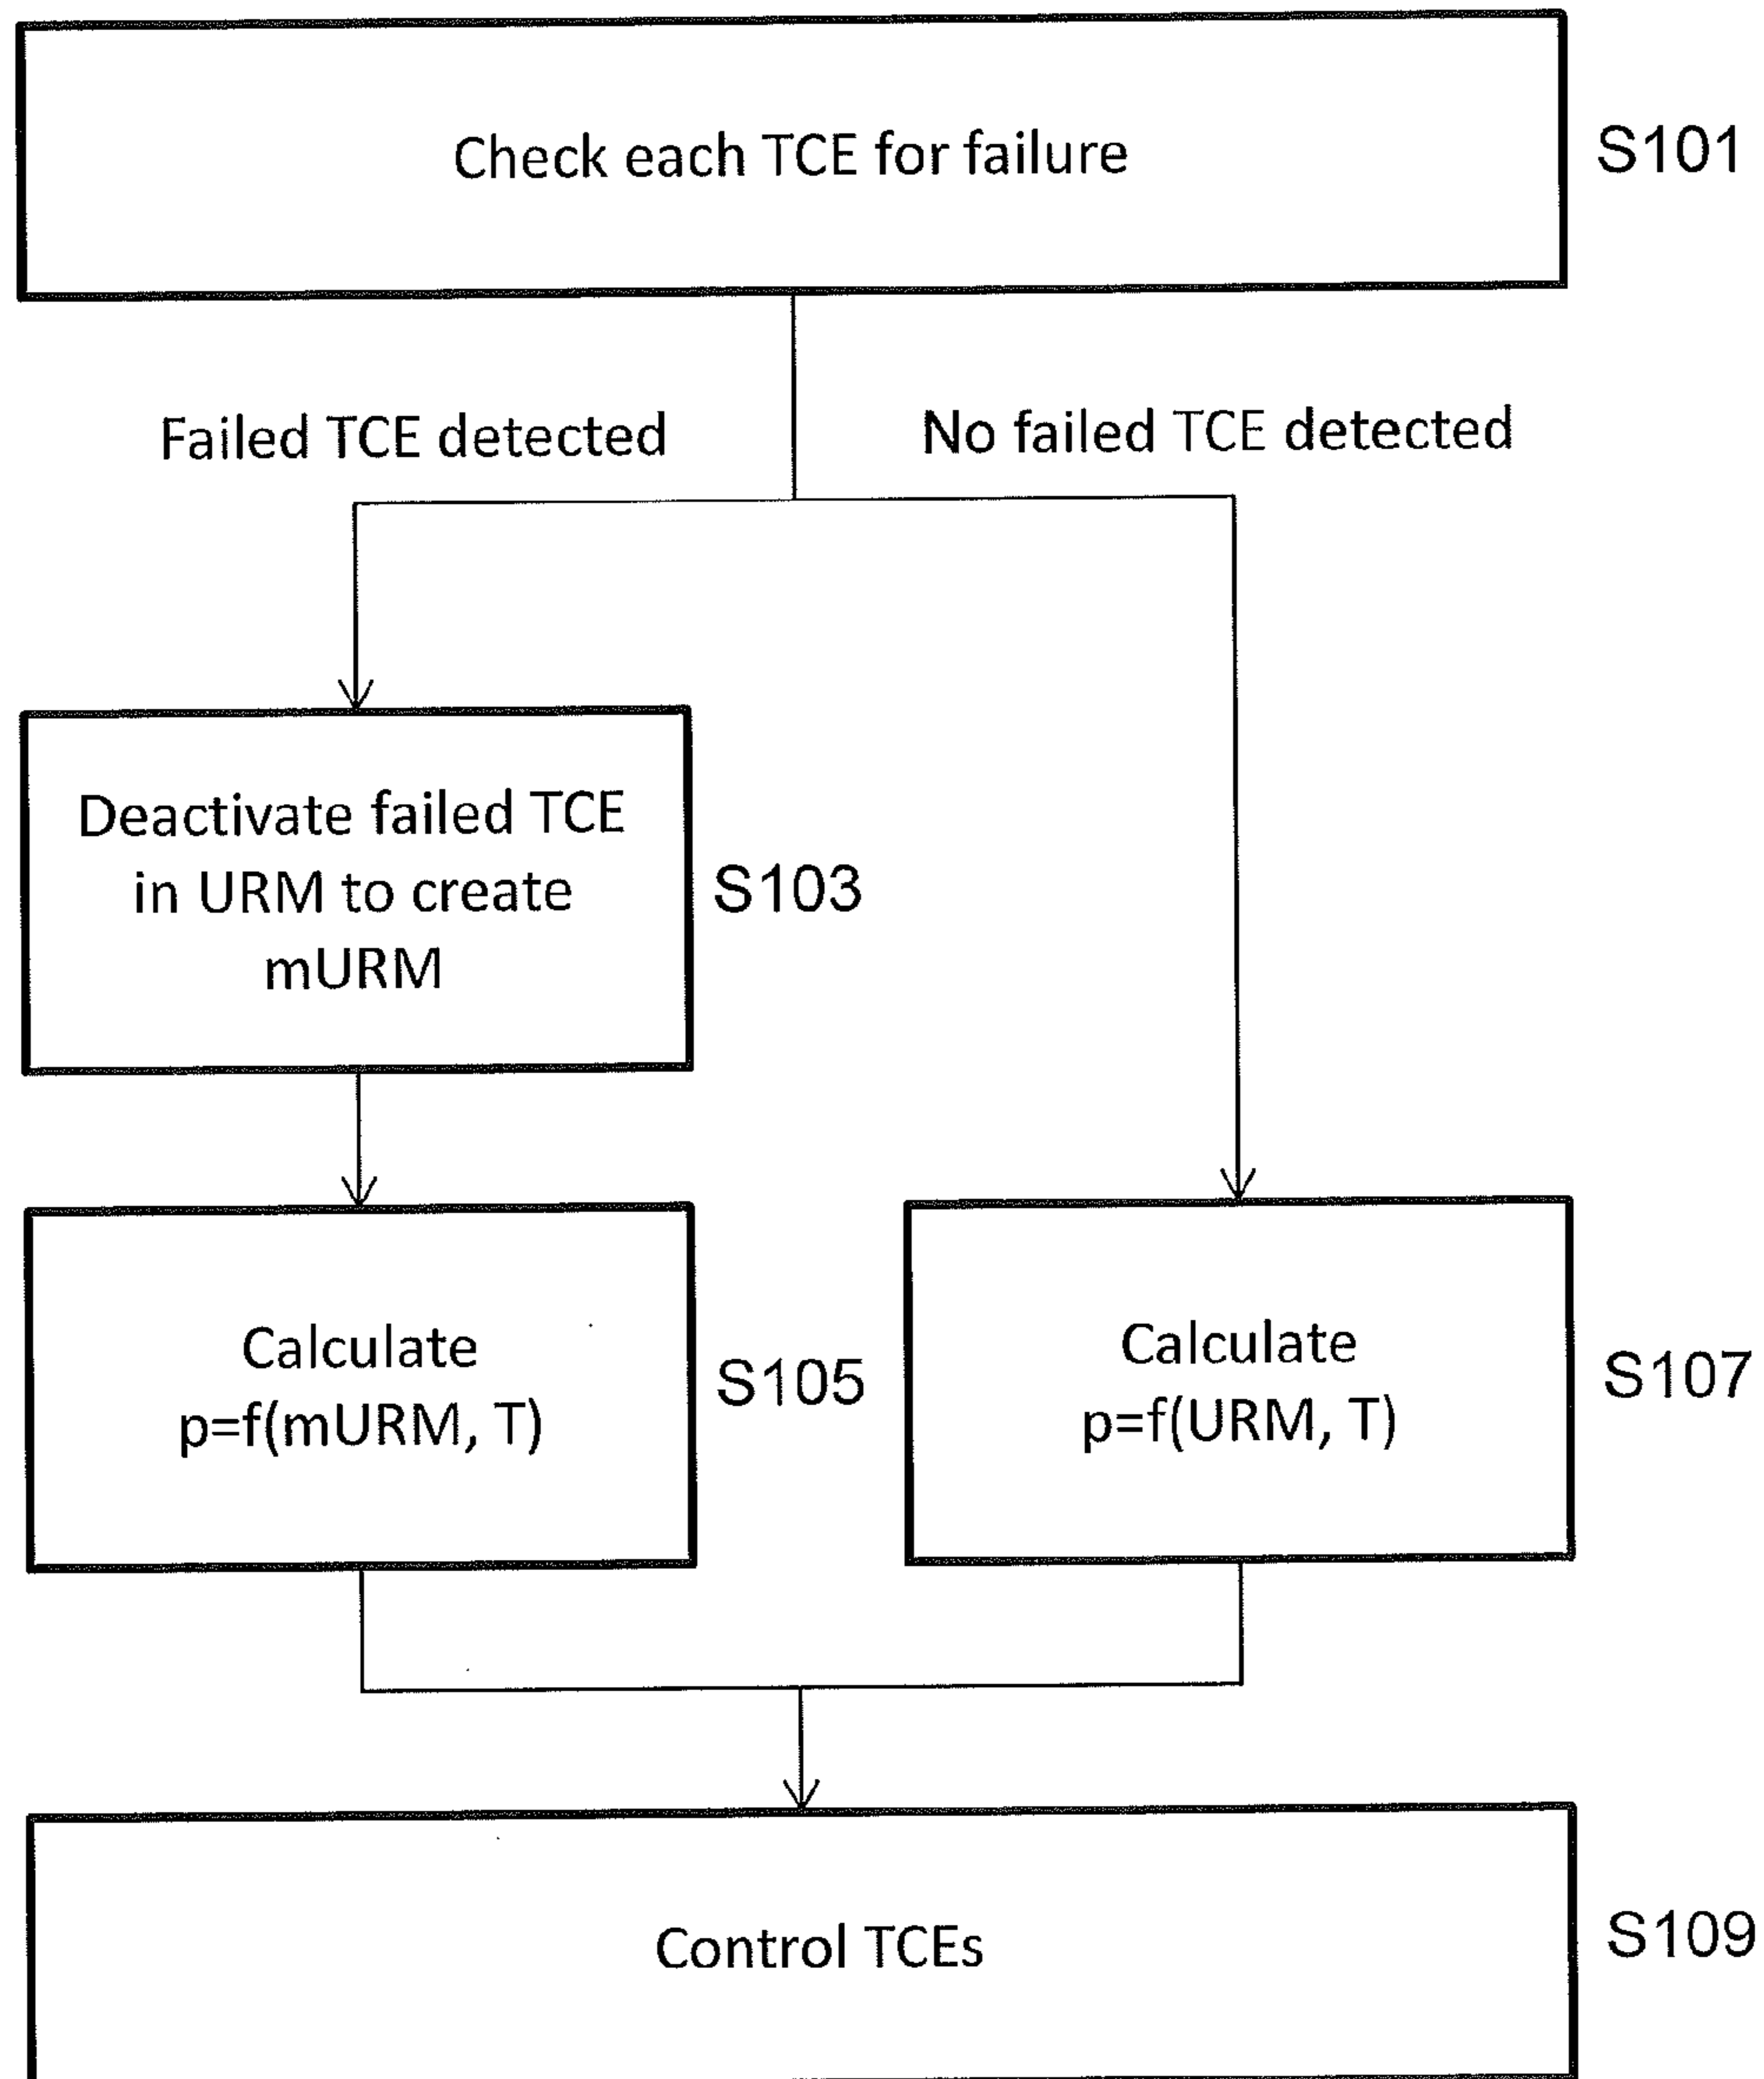 Check each TCE for failure
S101
Failed TCE detected
No failed TCE detected
Deactivate failed TCE
in URM to create
mURM
S103
Calculate
p=f(mURM, T)
S105
Calculate
p=f(URM, T)
S107
Control TCEs
S109